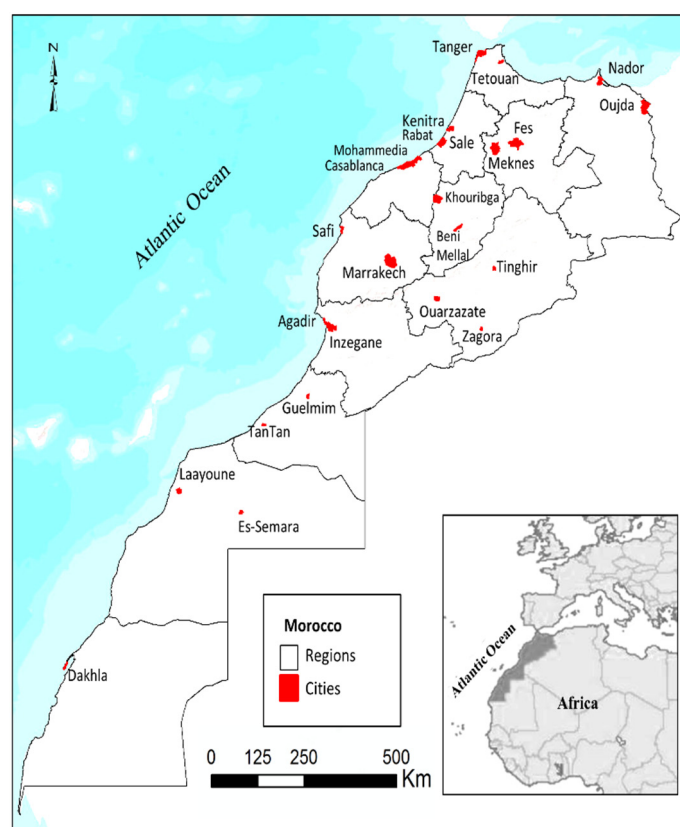 N
Tanger
Tetouan
Nador
Oujda
Kenitra
Rabat
Sale
Fes
Meknes
Mohammedia
Casablanca
Khouribga
Atlantic Ocean
Safi
Beni
Mellal
Marrakech
Tinghir
Ouarzazate
Agadir
Inzegane
Zagora
Guelmim
TanTan
Laayoune
Es-Semara
Dakhla
Morocco
Regions
Cities
0 125 250 500
Km
Atlantic Ocean
Africa